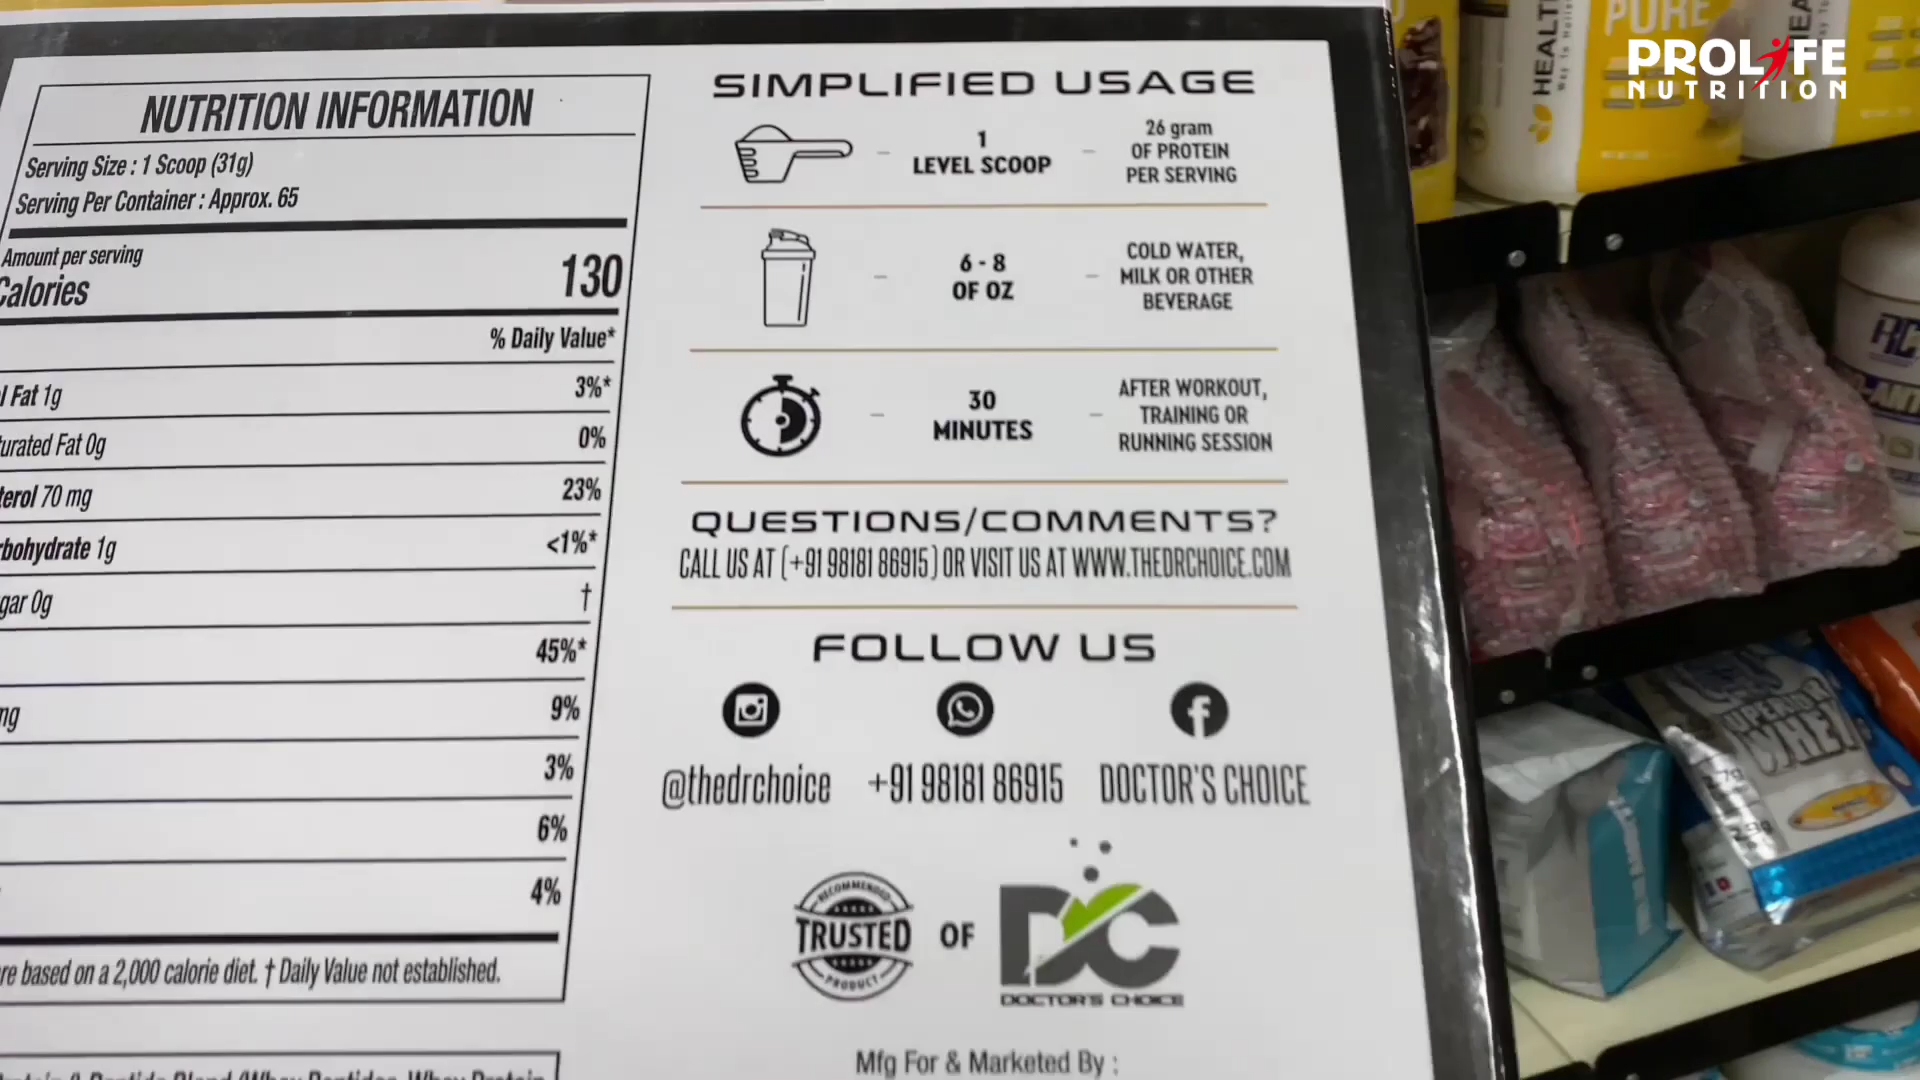 NUTRITION INFORMATION
Serving Size : 1 Scoop (31g)
Serving Per Container : Approx. 65
Amount per serving
Calories 130
% Daily Value*
l Fat 1g 3%*
urated Fat 0g 0%
terol 70 mg 23%
rbohydrate 1g <1%*
gar 0g †
45%*
mg 9%
3%
6%
4%
re based on a 2,000 calorie diet. † Daily Value not established.
SIMPLIFIED USAGE
1
LEVEL SCOOP
26 gram
OF PROTEIN
PER SERVING
6 - 8
OF OZ
COLD WATER,
MILK OR OTHER
BEVERAGE
30
MINUTES
AFTER WORKOUT,
TRAINING OR
RUNNING SESSION
QUESTIONS/COMMENTS?
CALL US AT (+91 98181 86915) OR VISIT US AT WWW.THEDRCHOICE.COM
FOLLOW US
@thedrchoice +91 98181 86915 DOCTOR'S CHOICE
RECOMMENDED
TRUSTED
PRODUCT
OF
DC
DOCTOR'S CHOICE
Mfg For & Marketed By :
PROLIFE
NUTRITION
PURE
HEALT
WHEY